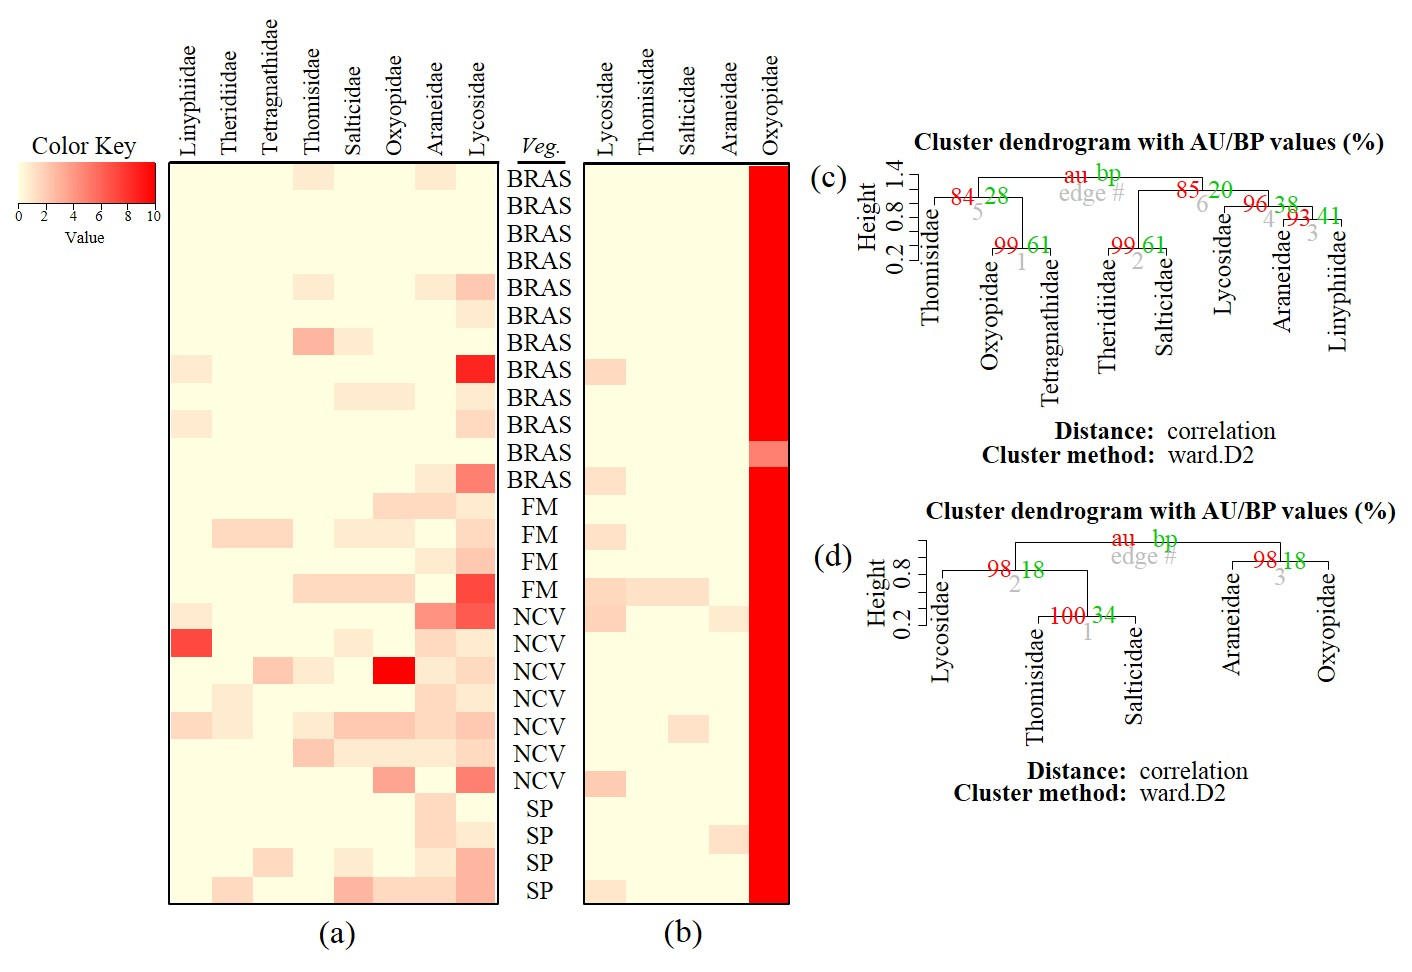 Linyphiidae
Theridiidae
Tetragnathidae
Thomisidae
Salticidae
Oxyopidae
Araneidae
Lycosidae
Veg.
Lycosidae
Thomisidae
Salticidae
Araneidae
Oxyopidae
Color Key
0 2 4 6 8 10
Value
BRAS
BRAS
BRAS
BRAS
BRAS
BRAS
BRAS
BRAS
BRAS
BRAS
BRAS
BRAS
FM
FM
FM
FM
NCV
NCV
NCV
NCV
NCV
NCV
NCV
SP
SP
SP
SP
(a)
(b)
Cluster dendrogram with AU/BP values (%)
(c)
Height
0.2 0.8 1.4
au bp
edge #
84 28
5
85 20
6
96 38
4
93 41
3
99 61
1
99 61
2
Thomisidae
Oxyopidae
Tetragnathidae
Theridiidae
Salticidae
Lycosidae
Araneidae
Linyphiidae
Distance: correlation
Cluster method: ward.D2
Cluster dendrogram with AU/BP values (%)
(d)
Height
0.2 0.8
au bp
edge #
98 18
2
98 18
3
100 34
1
Lycosidae
Thomisidae
Salticidae
Araneidae
Oxyopidae
Distance: correlation
Cluster method: ward.D2